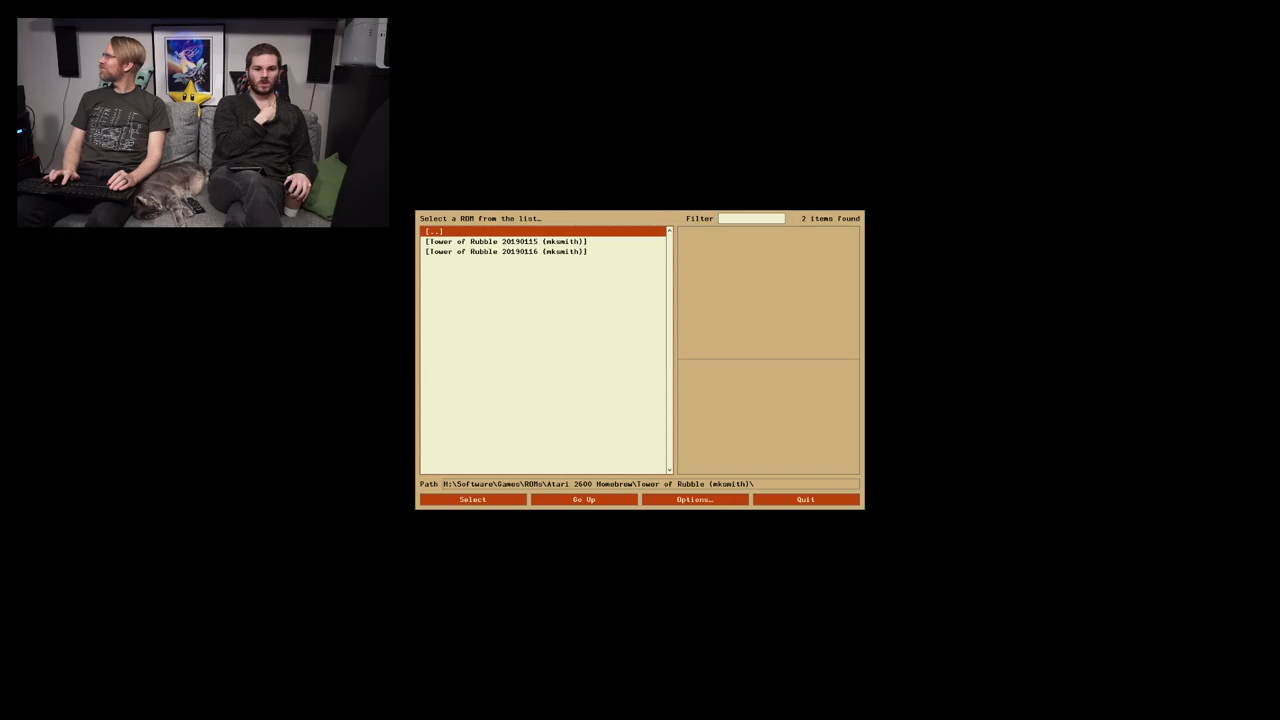 Select a ROM from the list…
Filter
2 items found
[..]
[Tower of Rubble 20190115 (mksmith)]
[Tower of Rubble 20190116 (mksmith)]
Path H:\Software\Games\ROMs\Atari 2600 Homebrew\Tower of Rubble (mksmith)\
Select
Go Up
Options…
Quit